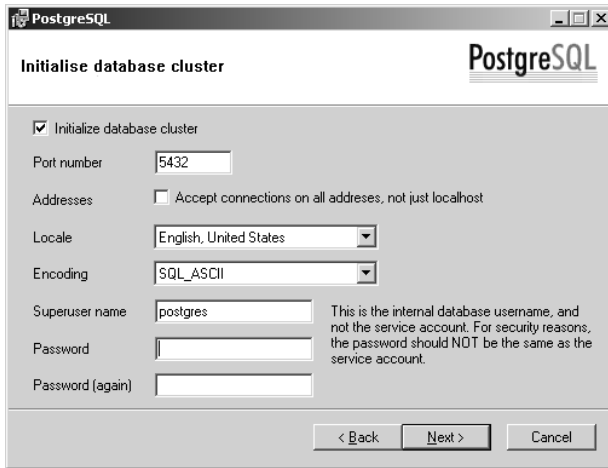 PostgreSQL
Initialise database cluster
PostgreSQL
Initialize database cluster
Port number 5432
Addresses Accept connections on all addreses, not just localhost
Locale English, United States
Encoding SQL_ASCII
Superuser name postgres
This is the internal database username, and
not the service account. For security reasons,
the password should NOT be the same as the
service account.
Password
Password (again)
< Back Next > Cancel